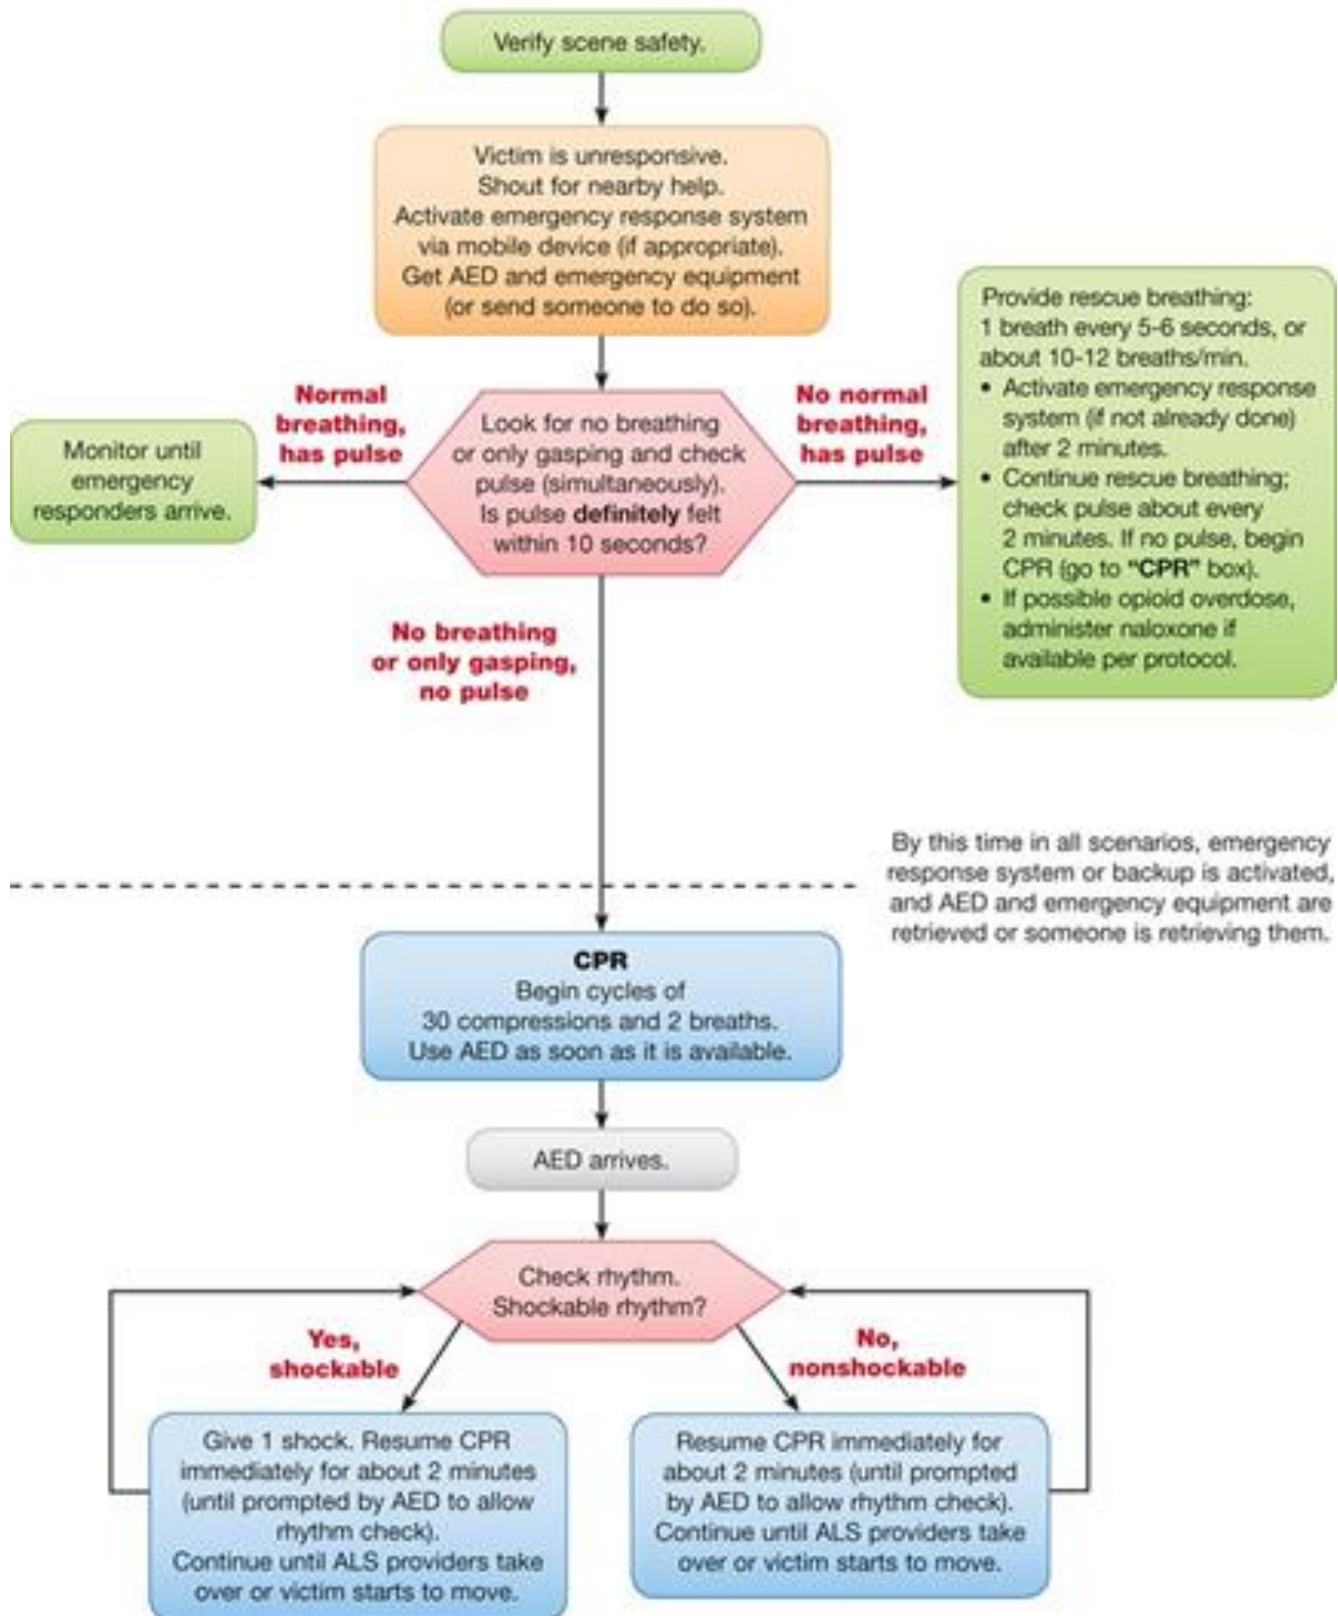 Verify scene safety.
Victim is unresponsive.
Shout for nearby help.
Activate emergency response system
via mobile device (if appropriate).
Get AED and emergency equipment
(or send someone to do so).
Normal
breathing,
has pulse
Monitor until
emergency
responders arrive.
Look for no breathing
or only gasping and check
pulse (simultaneously).
Is pulse definitely felt
within 10 seconds?
No normal
breathing,
has pulse
Provide rescue breathing:
1 breath every 5-6 seconds, or
about 10-12 breaths/min.
• Activate emergency response
system (if not already done)
after 2 minutes.
• Continue rescue breathing;
check pulse about every
2 minutes. If no pulse, begin
CPR (go to "CPR" box).
• If possible opioid overdose,
administer naloxone if
available per protocol.
No breathing
or only gasping,
no pulse
By this time in all scenarios, emergency
response system or backup is activated,
and AED and emergency equipment are
retrieved or someone is retrieving them.
CPR
Begin cycles of
30 compressions and 2 breaths.
Use AED as soon as it is available.
AED arrives.
Check rhythm.
Shockable rhythm?
Yes,
shockable
No,
nonshockable
Give 1 shock. Resume CPR
immediately for about 2 minutes
(until prompted by AED to allow
rhythm check).
Continue until ALS providers take
over or victim starts to move.
Resume CPR immediately for
about 2 minutes (until prompted
by AED to allow rhythm check).
Continue until ALS providers take
over or victim starts to move.